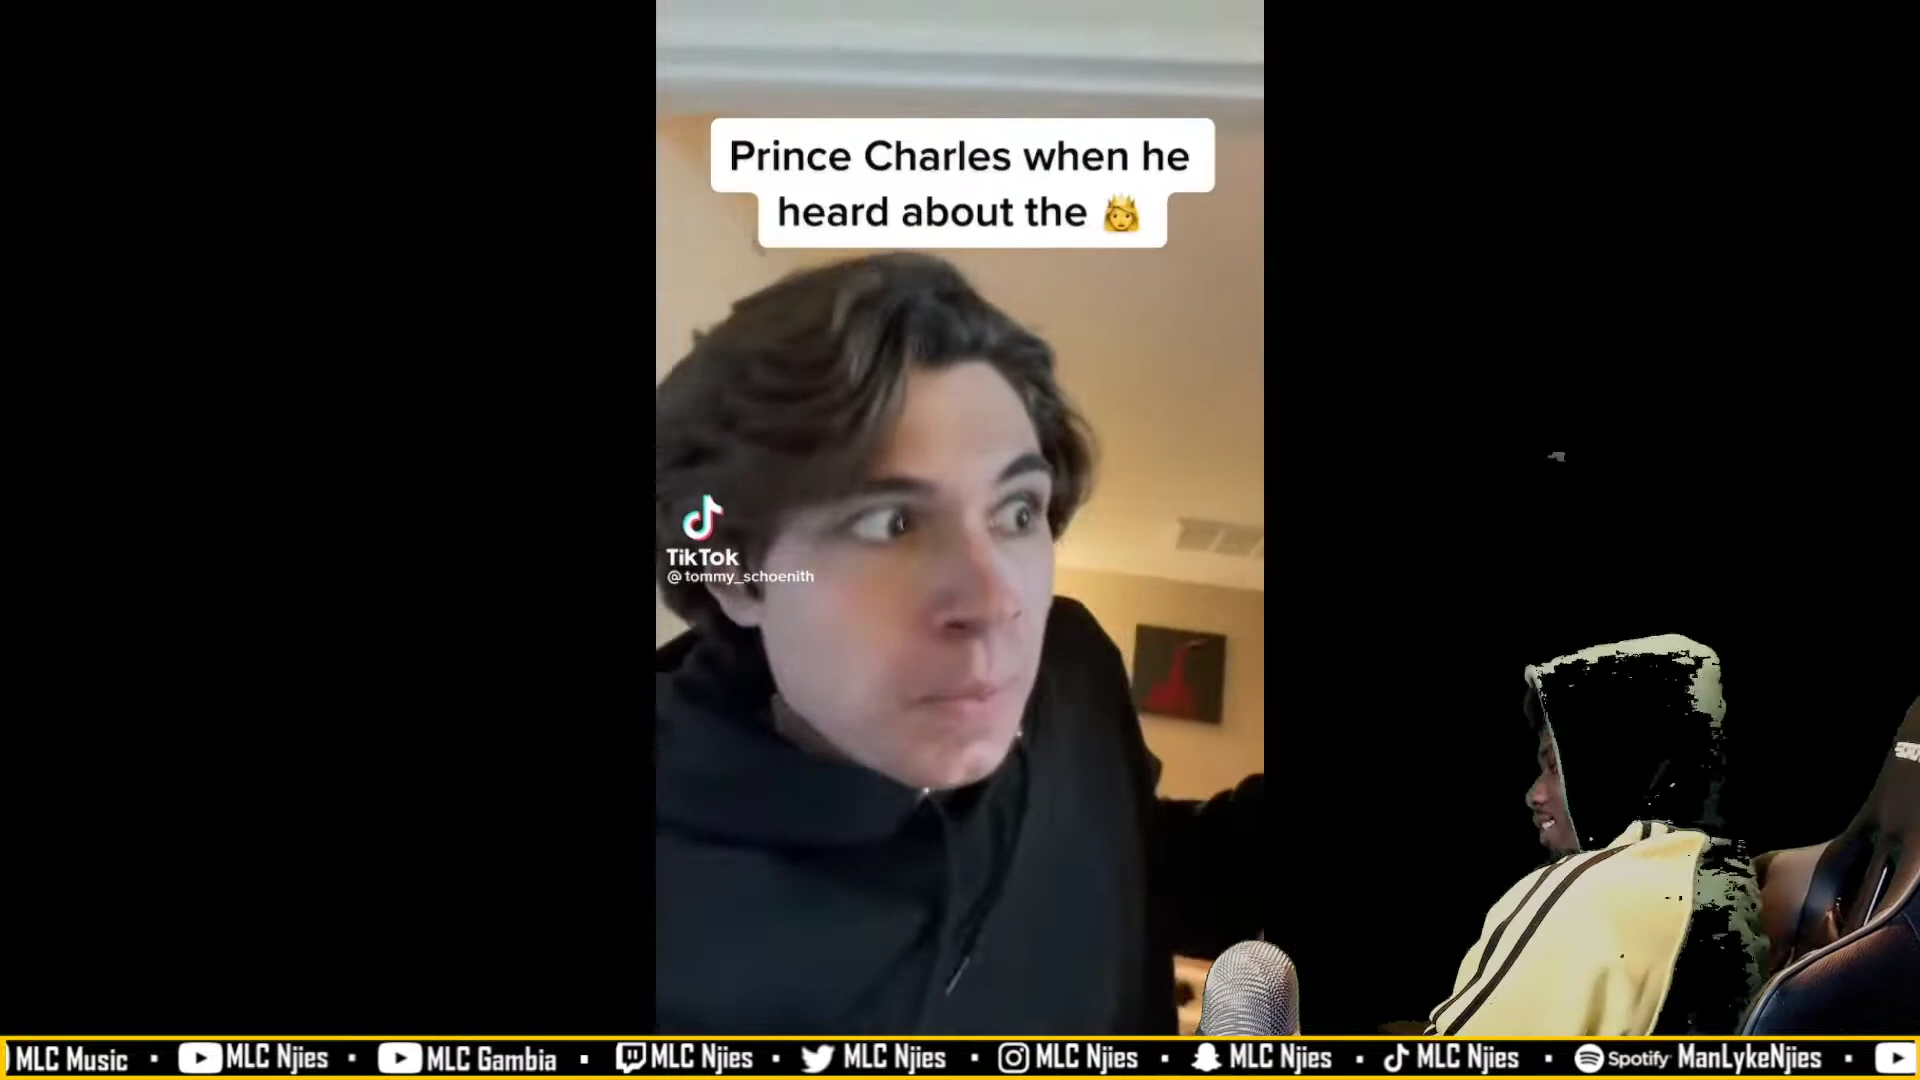 Prince Charles when he
heard about the 👸
TikTok
@tommy_schoenith
MLC Music · MLC Njies · MLC Gambia · MLC Njies · MLC Njies · MLC Njies · MLC Njies · MLC Njies · Spotify ManLykeNjies ·